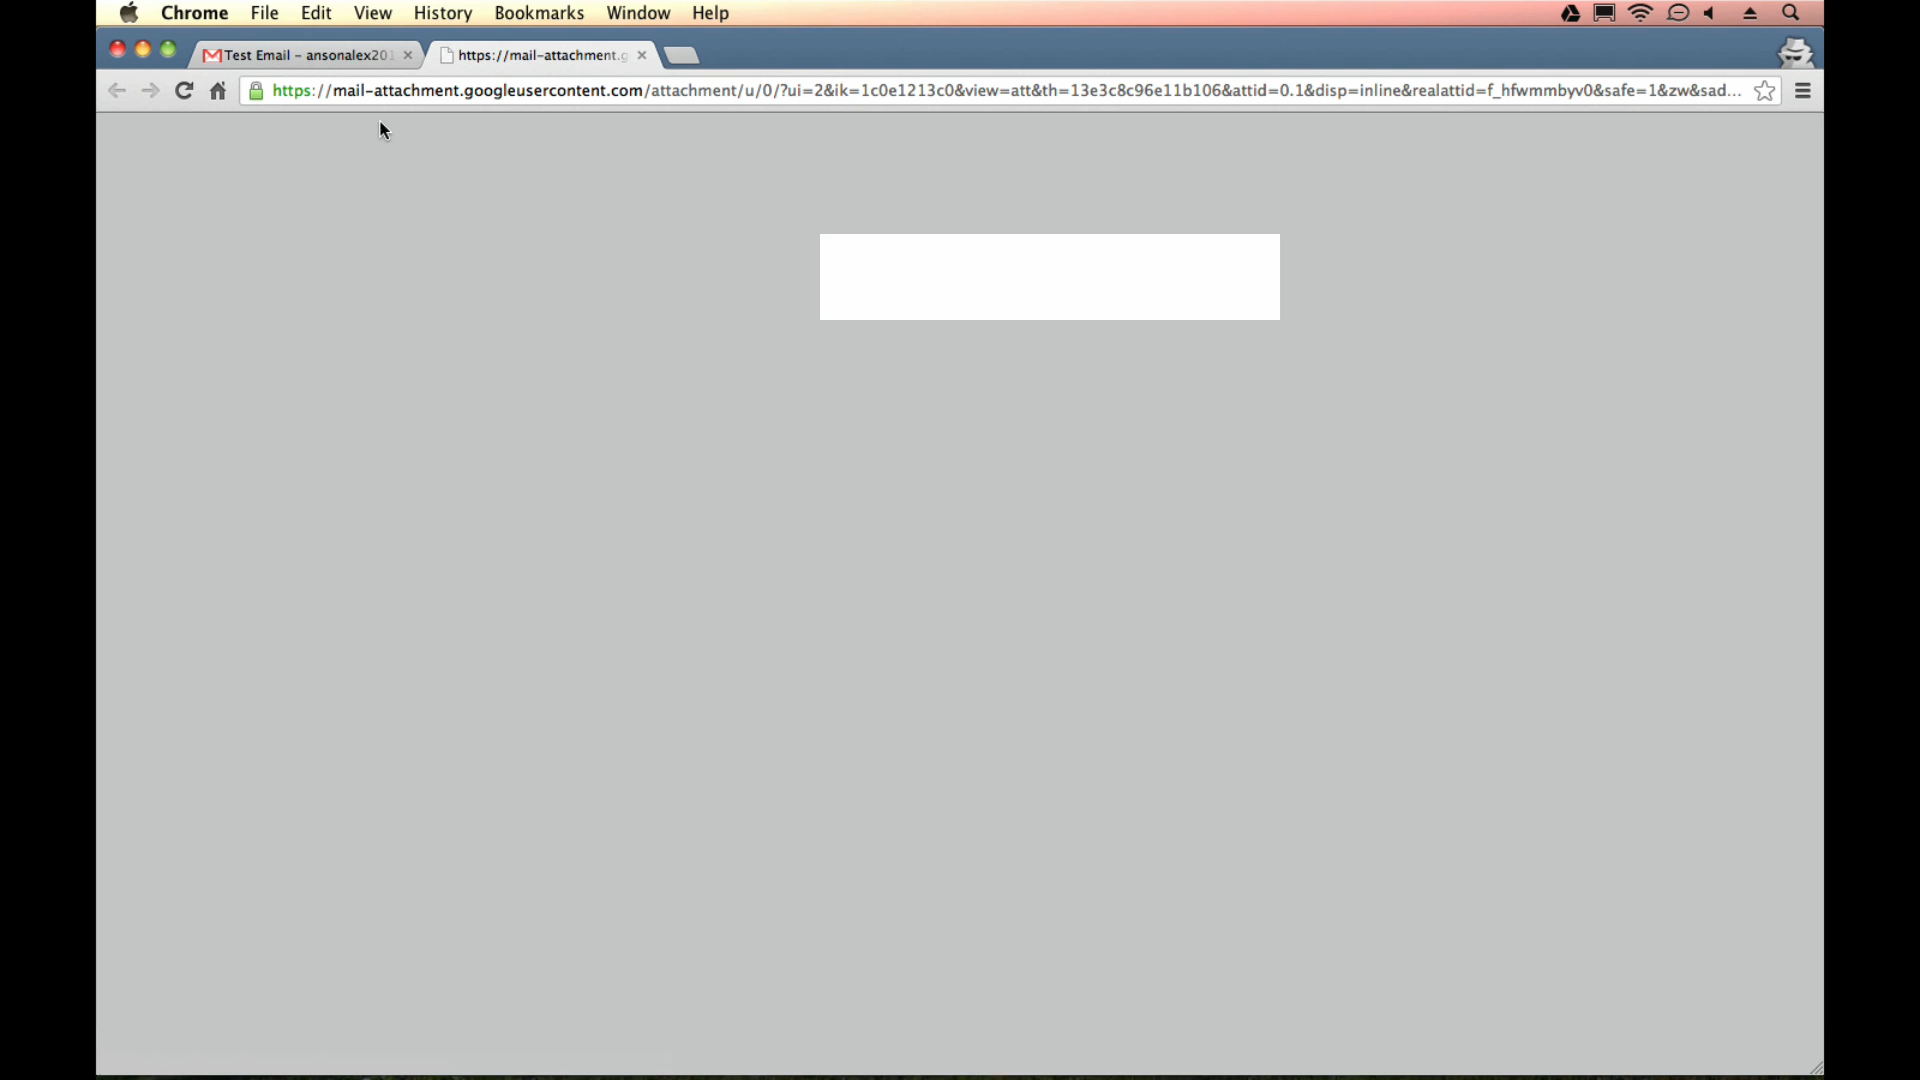 Chrome File Edit View History Bookmarks Window Help
Test Email - ansonalex201 https://mail-attachment.g
https://mail-attachment.googleusercontent.com/attachment/u/0/?ui=2&ik=1c0e1213c0&view=att&th=13e3c8c96e11b106&attid=0.1&disp=inline&realattid=f_hfwmmbyv0&safe=1&zw&sad...